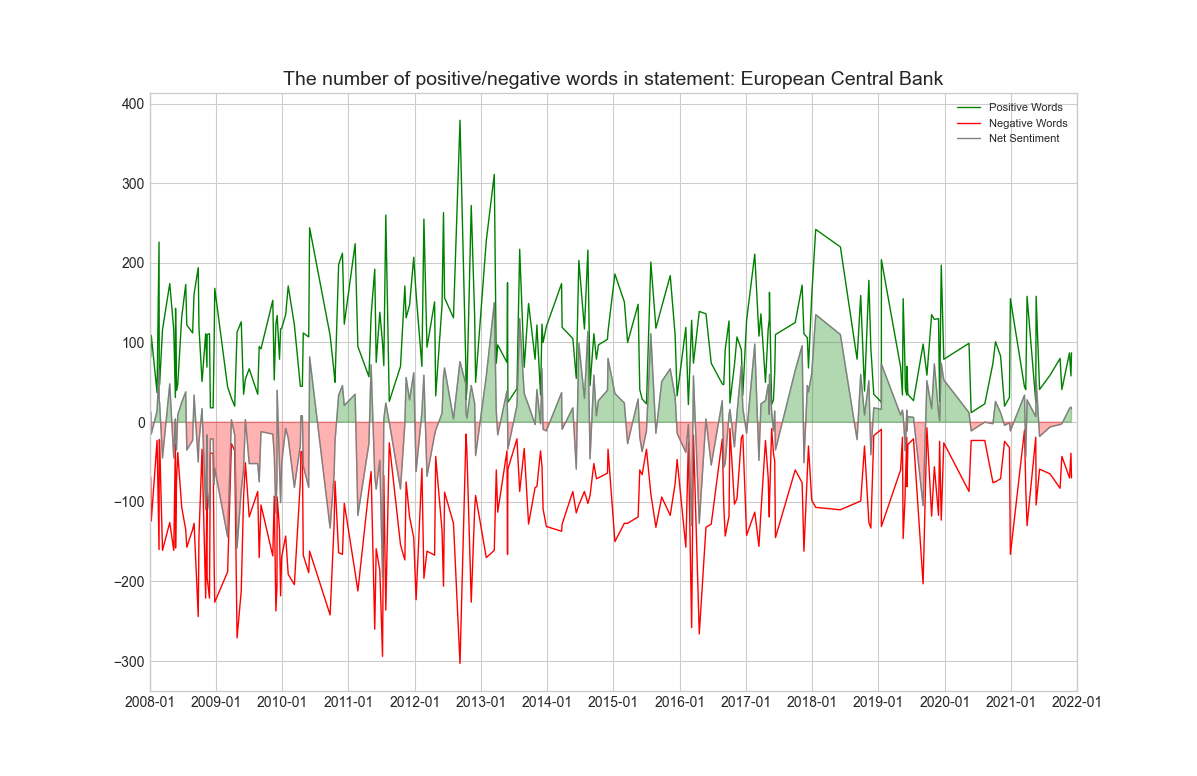 The number of positive/negative words in statement: European Central Bank
Positive Words
Negative Words
Net Sentiment
400
300
200
100
0
−100
−200
−300
2008-01 2009-01 2010-01 2011-01 2012-01 2013-01 2014-01 2015-01 2016-01 2017-01 2018-01 2019-01 2020-01 2021-01 2022-01